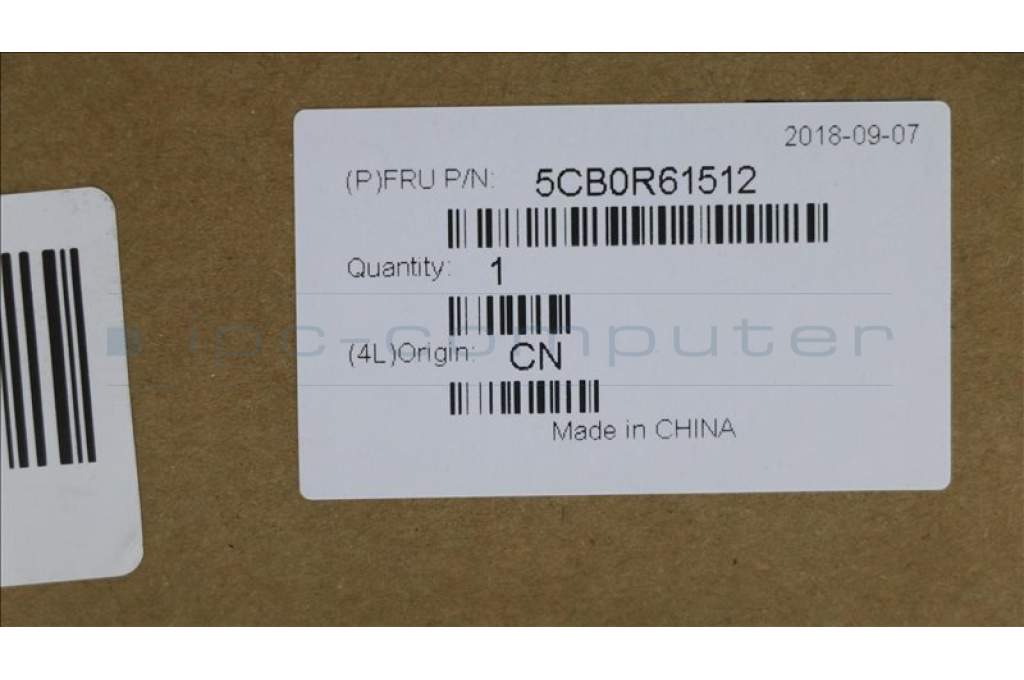 2018-09-07
(P)FRU P/N: 5CB0R61512
Quantity: 1
ipc-computer
(4L)Origin: CN
Made in CHINA